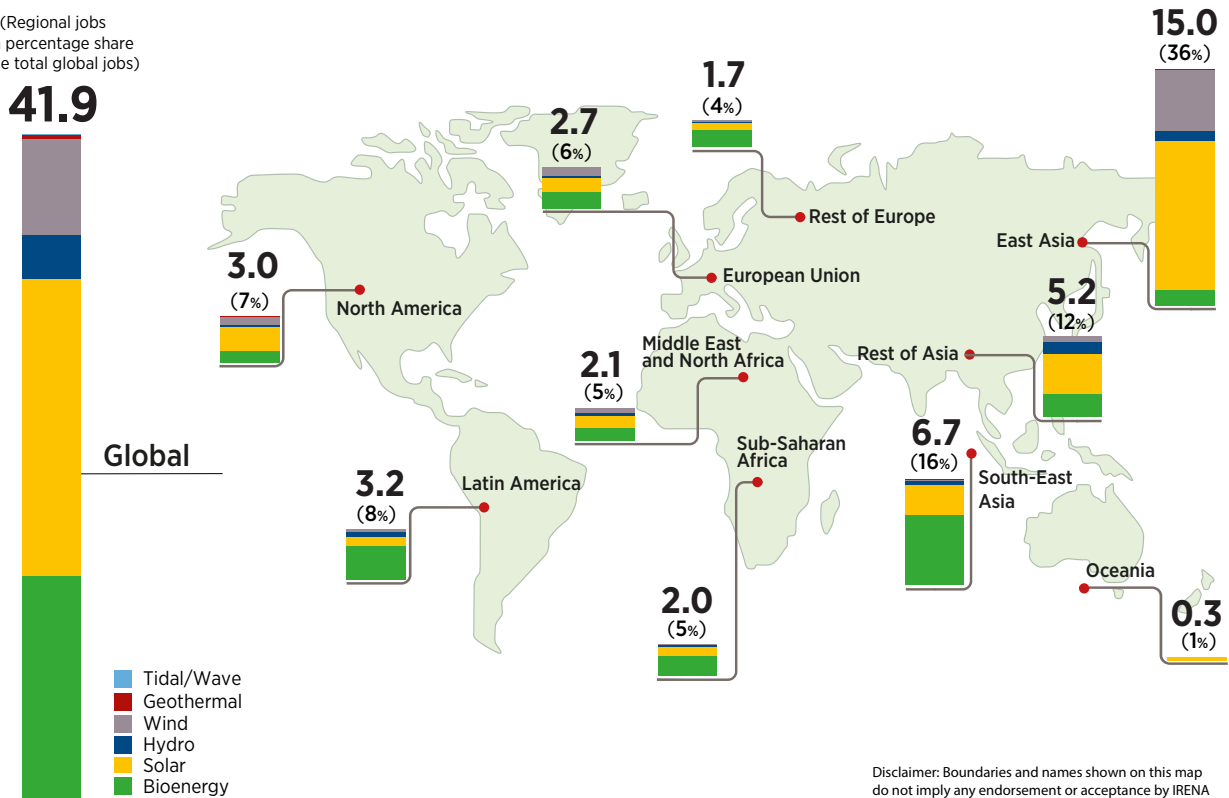 (Regional jobs
percentage share
e total global jobs)
41.9
Global
Tidal/Wave
Geothermal
Wind
Hydro
Solar
Bioenergy
3.0
(7%)
North America
2.7
(6%)
European Union
1.7
(4%)
Rest of Europe
15.0
(36%)
East Asia
5.2
(12%)
Rest of Asia
Middle East
and North Africa
2.1
(5%)
Sub-Saharan
Africa
2.0
(5%)
3.2
(8%)
Latin America
6.7
(16%)
South-East
Asia
Oceania
0.3
(1%)
Disclaimer: Boundaries and names shown on this map
do not imply any endorsement or acceptance by IRENA